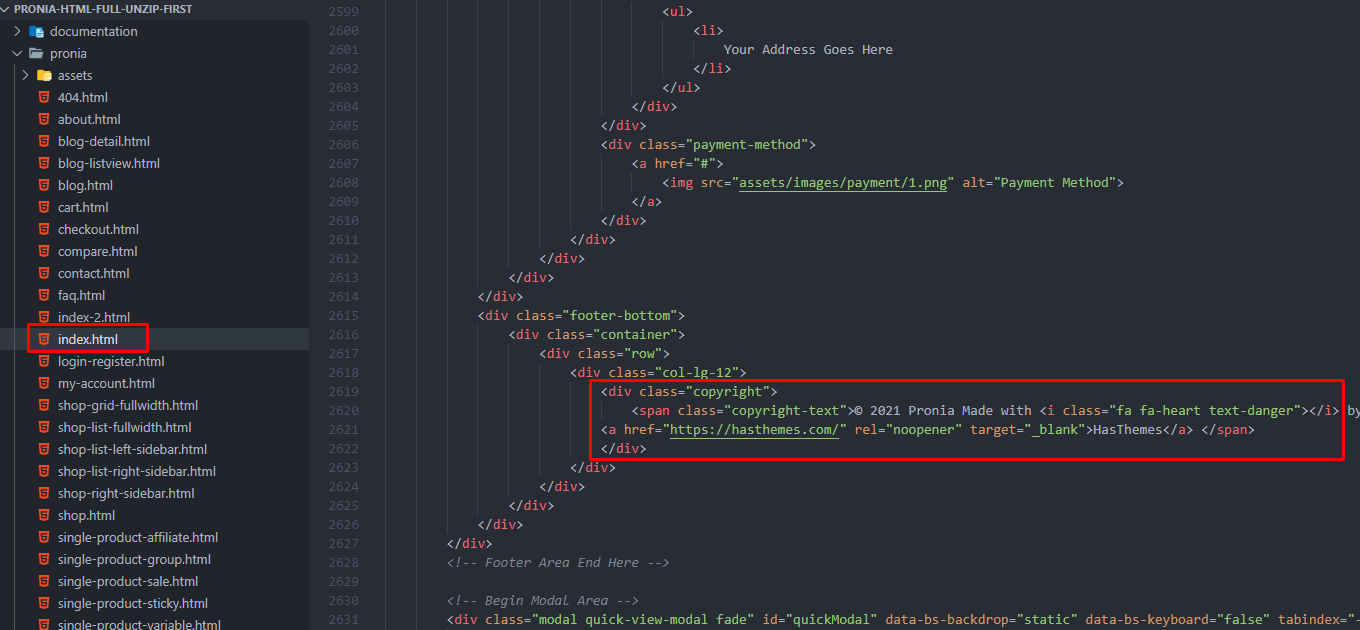 PRONIA-HTML-FULL-UNZIP-FIRST
documentation
pronia
assets
404.html
about.html
blog-detail.html
blog-listview.html
blog.html
cart.html
checkout.html
compare.html
contact.html
faq.html
index-2.html
index.html
login-register.html
my-account.html
shop-grid-fullwidth.html
shop-list-fullwidth.html
shop-list-left-sidebar.html
shop-list-right-sidebar.html
shop-right-sidebar.html
shop.html
single-product-affiliate.html
single-product-group.html
single-product-sale.html
single-product-sticky.html
single-product-variable.html
2599 <ul>
2600 <li>
2601 Your Address Goes Here
2602 </li>
2603 </ul>
2604 </div>
2605 </div>
2606 <div class="payment-method">
2607 <a href="#">
2608 <img src="assets/images/payment/1.png" alt="Payment Method">
2609 </a>
2610 </div>
2611 </div>
2612 </div>
2613 </div>
2614 </div>
2615 <div class="footer-bottom">
2616 <div class="container">
2617 <div class="row">
2618 <div class="col-lg-12">
2619 <div class="copyright">
2620 <span class="copyright-text">© 2021 Pronia Made with <i class="fa fa-heart text-danger"></i> by
2621 <a href="https://hasthemes.com/" rel="noopener" target="_blank">HasThemes</a> </span>
2622 </div>
2623 </div>
2624 </div>
2625 </div>
2626 </div>
2627 </div>
2628 <!-- Footer Area End Here -->
2629
2630 <!-- Begin Modal Area -->
2631 <div class="modal quick-view-modal fade" id="quickModal" data-bs-backdrop="static" data-bs-keyboard="false" tabindex="-